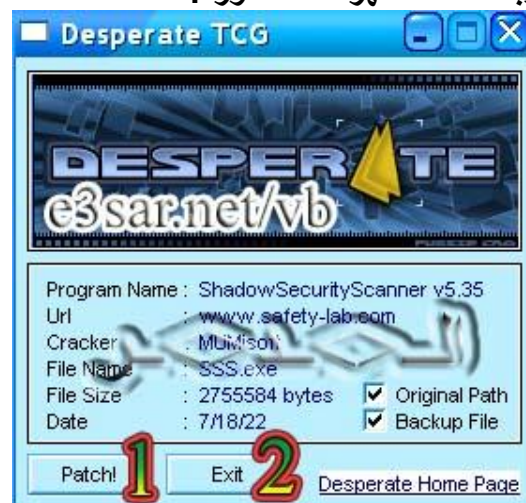 Desperate TCG
DESPERATE
e3sar.net/vb
Program Name : ShadowSecurityScanner v5.35
Url : www.safety-lab.com
Cracker : MUMisoft
File Name : SSS.exe
File Size : 2755584 bytes
Original Path
Date : 7/18/22
Backup File
Patch!
1
Exit
2
Desperate Home Page